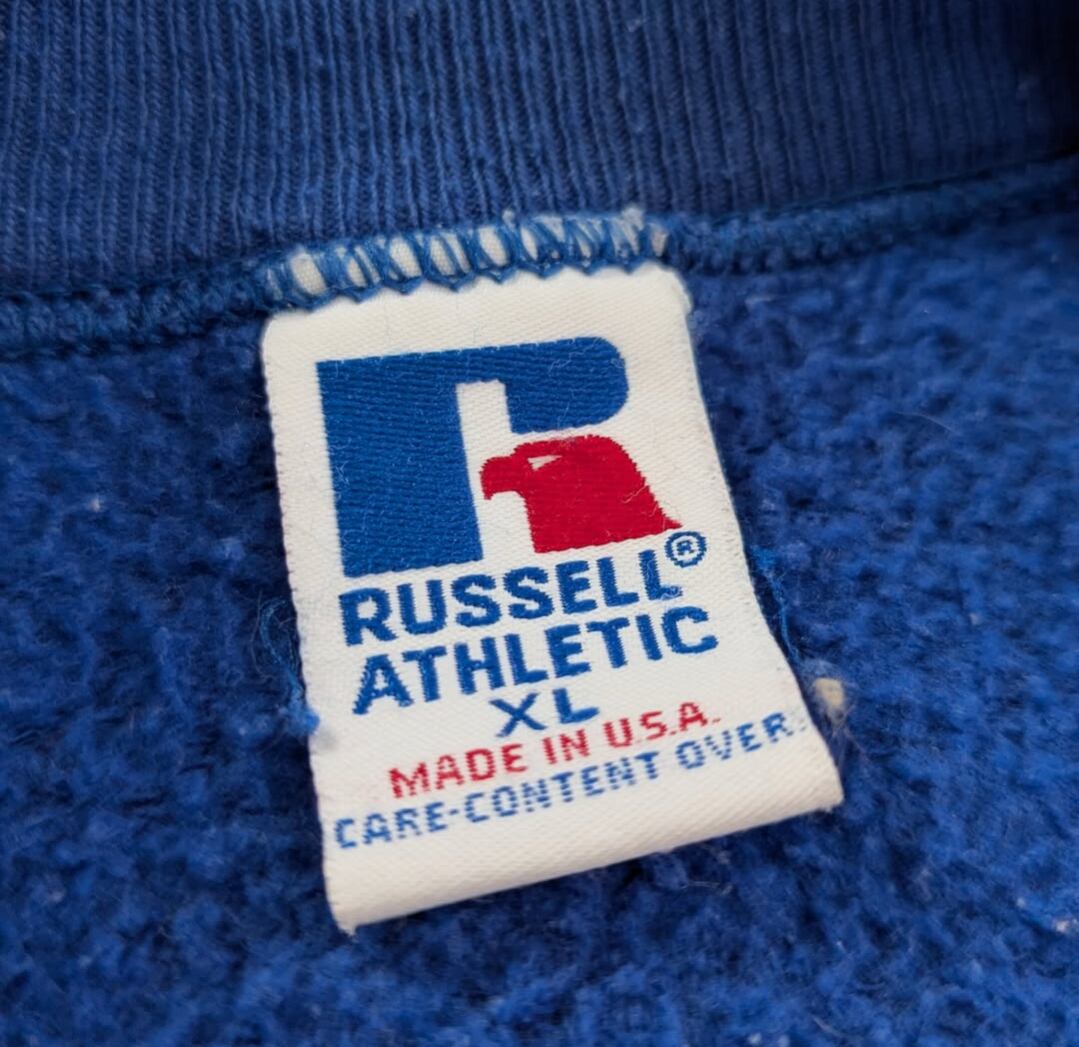 RUSSELL®
ATHLETIC
XL
MADE IN U.S.A.
CARE-CONTENT OVER